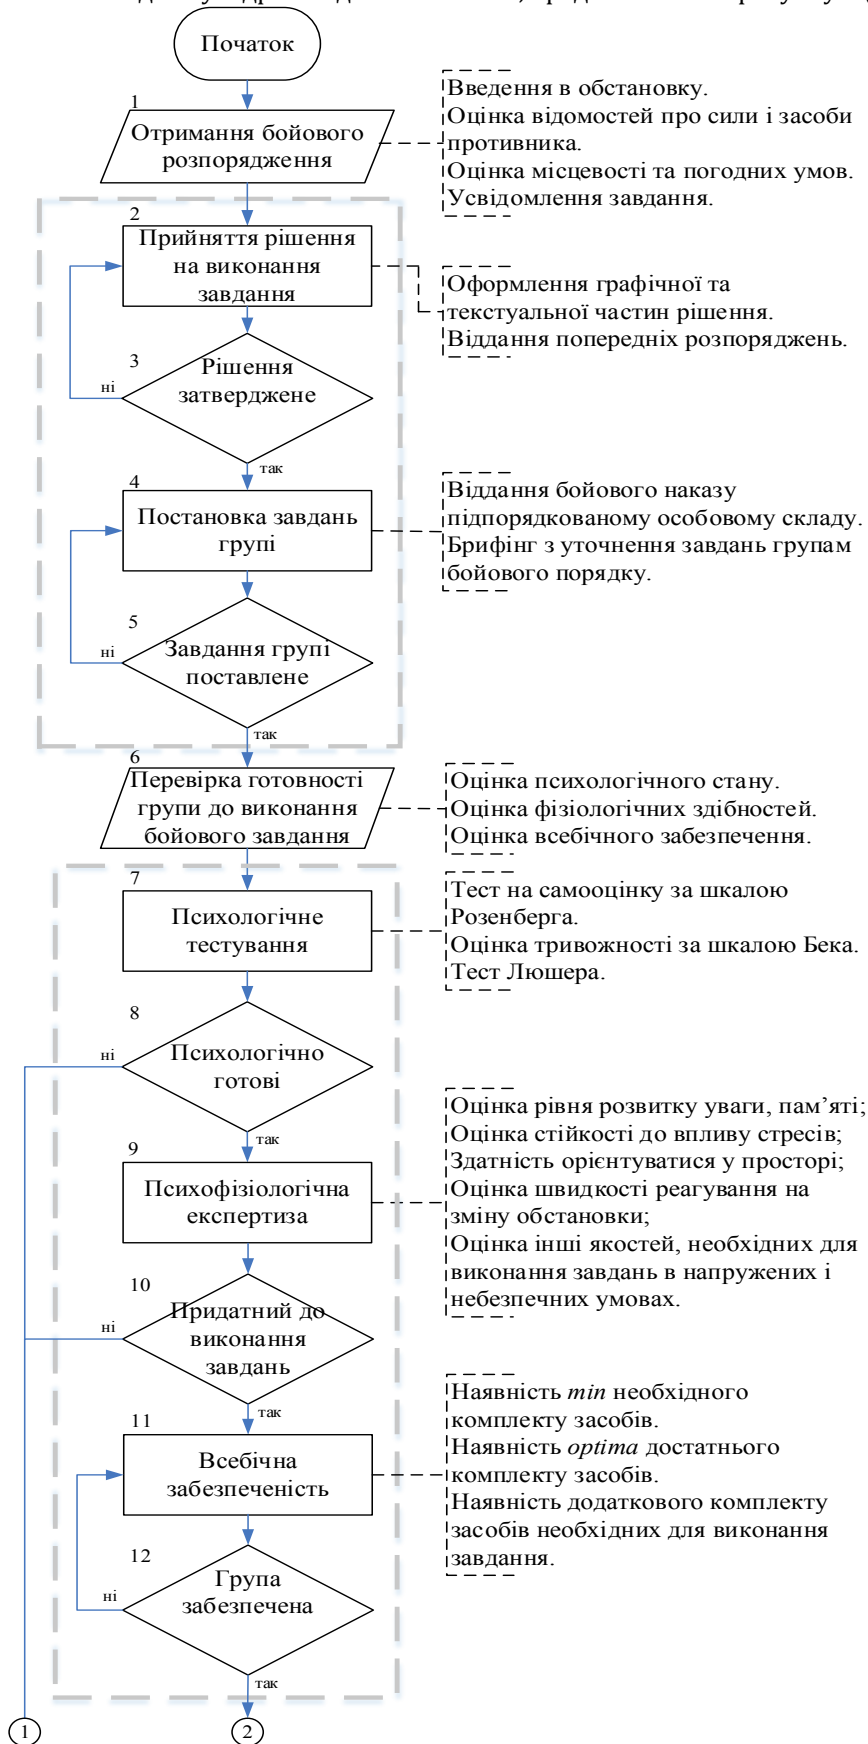 Початок
1
Отримання бойового
розпорядження
Введення в обстановку.
Оцінка відомостей про сили і засоби
противника.
Оцінка місцевості та погодних умов.
Усвідомлення завдання.
2
Прийняття рішення
на виконання
завдання
Оформлення графічної та
текстуальної частин рішення.
Віддання попередніх розпоряджень.
3
Рішення
затверджене
ні
так
4
Постановка завдань
групі
Віддання бойового наказу
підпорядкованому особовому складу.
Брифінг з уточнення завдань групам
бойового порядку.
5
Завдання групі
поставлене
ні
так
6
Перевірка готовності
групи до виконання
бойового завдання
Оцінка психологічного стану.
Оцінка фізіологічних здібностей.
Оцінка всебічного забезпечення.
7
Психологічне
тестування
Тест на самооцінку за шкалою
Розенберга.
Оцінка тривожності за шкалою Бека.
Тест Люшера.
8
Психологічно
готові
ні
так
9
Психофізіологічна
експертиза
Оцінка рівня розвитку уваги, пам’яті;
Оцінка стійкості до впливу стресів;
Здатність орієнтуватися у просторі;
Оцінка швидкості реагування на
зміну обстановки;
Оцінка інші якостей, необхідних для
виконання завдань в напружених і
небезпечних умовах.
10
Придатний до
виконання
завдань
ні
так
11
Всебічна
забезпеченість
Наявність min необхідного
комплекту засобів.
Наявність optima достатнього
комплекту засобів.
Наявність додаткового комплекту
засобів необхідних для виконання
завдання.
12
Група
забезпечена
ні
так
1
2